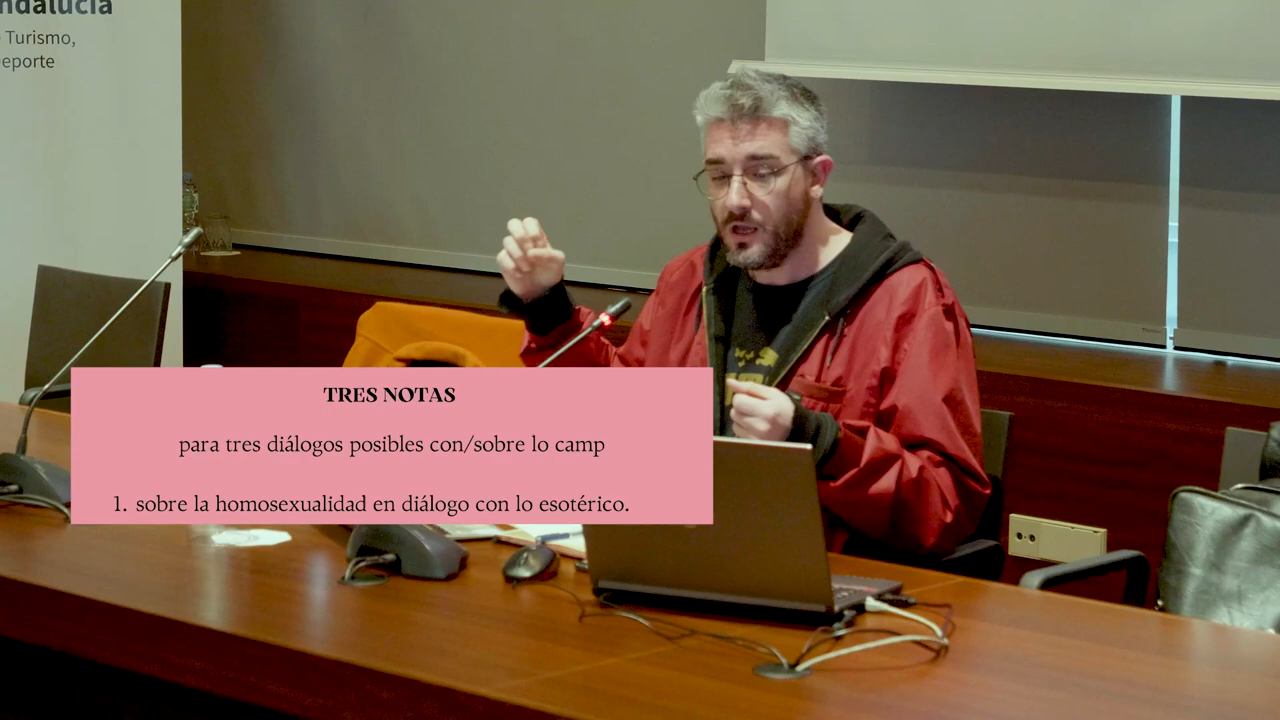 ndalucía
Turismo,
eporte
TRES NOTAS
para tres diálogos posibles con/sobre lo camp
1. sobre la homosexualidad en diálogo con lo esotérico.